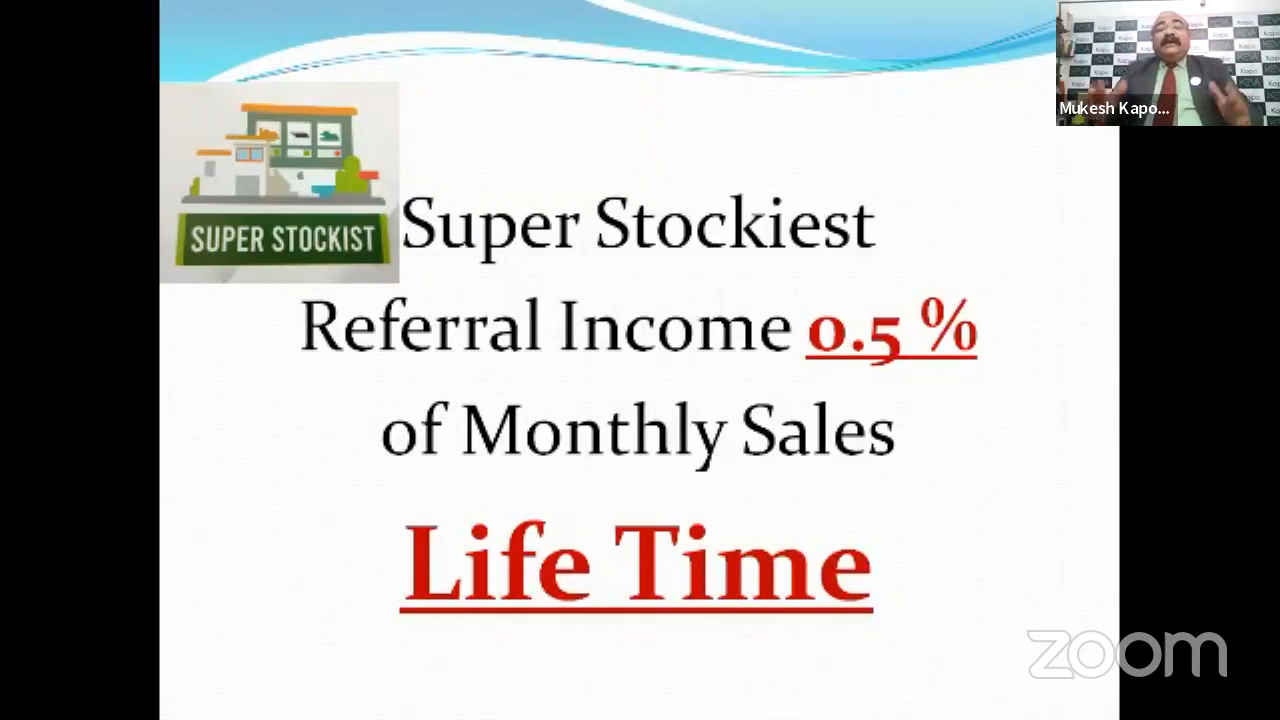 SUPER STOCKIST
Super Stockiest
Referral Income 0.5 %
of Monthly Sales
Life Time
Mukesh Kapo...
zoom